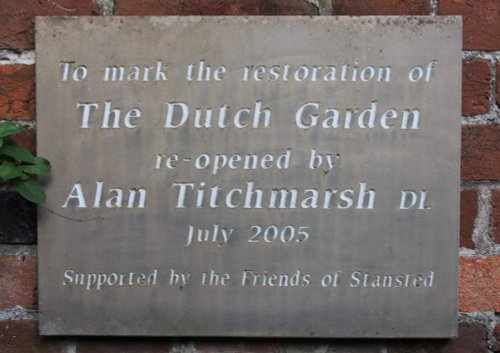 To mark the restoration of
The Dutch Garden
re-opened by
Alan Titchmarsh DL
July 2005
Supported by the Friends of Stansted